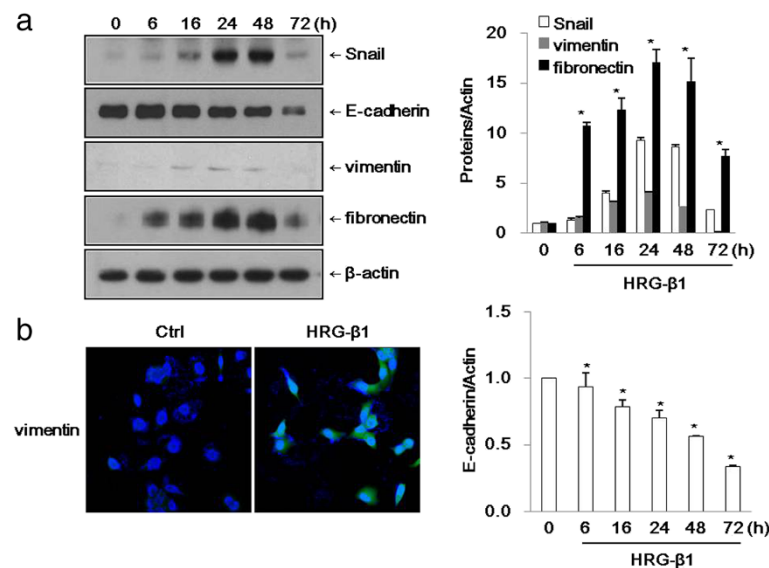 a
0 6 16 24 48 72 (h)
←Snail
←E-cadherin
←vimentin
←fibronectin
←β-actin
Snail
vimentin
fibronectin
Proteins/Actin
20
15
10
5
0
* * * * *
0 6 16 24 48 72 (h)
HRG-β1
b
Ctrl HRG-β1
vimentin
E-cadherin/Actin
1.5
1.0
0.5
0.0
* * * * *
0 6 16 24 48 72 (h)
HRG-β1